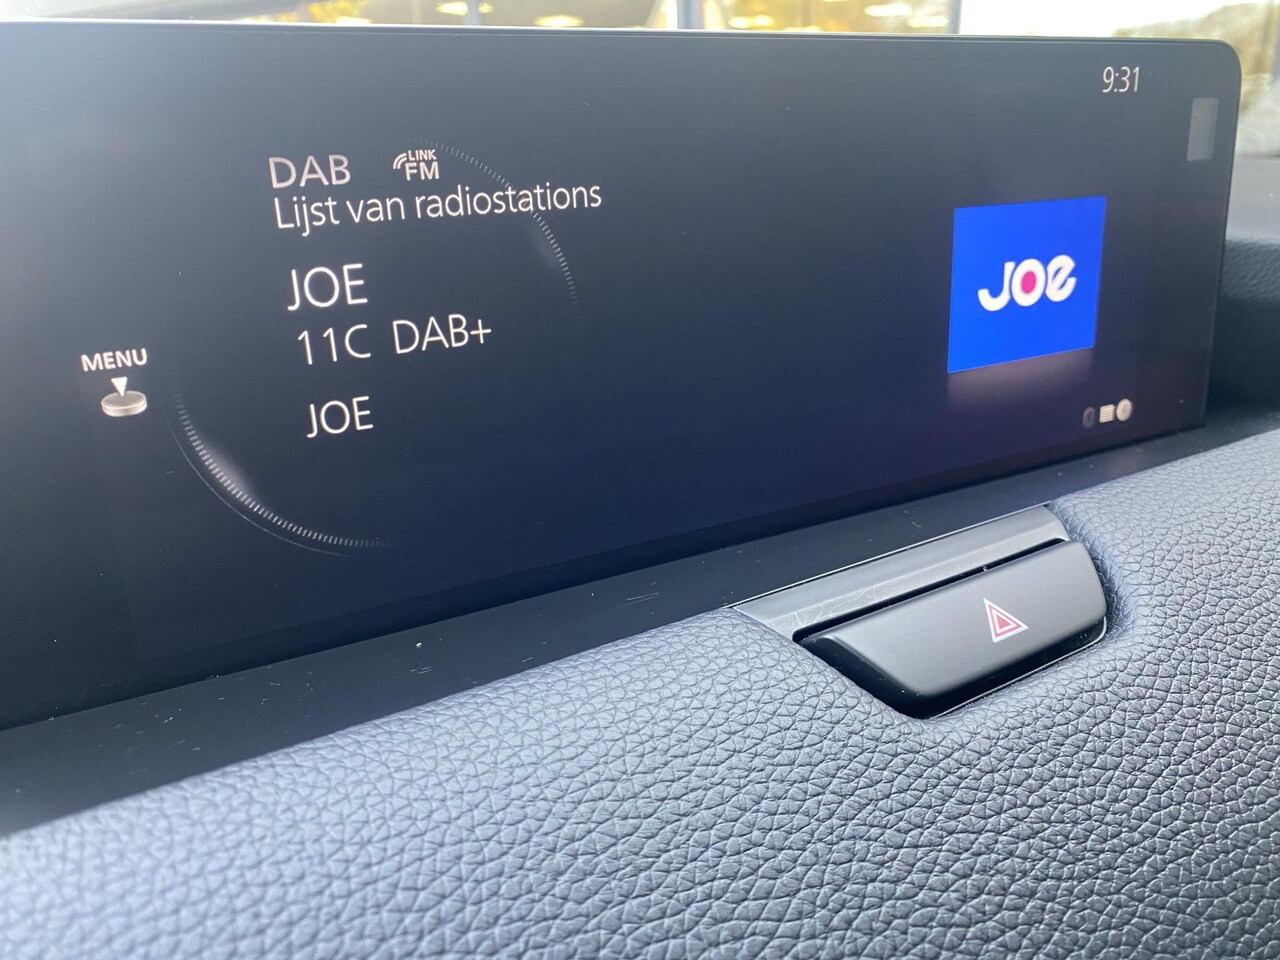 9:31
DAB LINK FM
Lijst van radiostations
JOE
11C DAB+
JOE
MENU
JOe